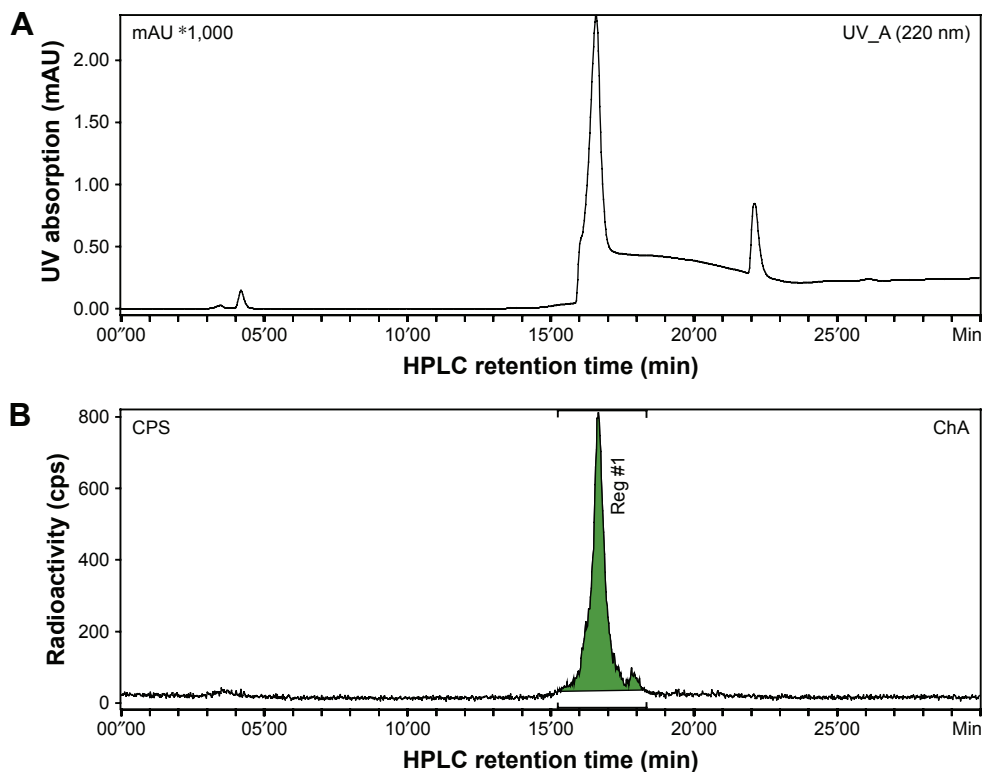 A
mAU *1,000
UV_A (220 nm)
UV absorption (mAU)
2.00
1.50
1.00
0.50
0.00
00′00 05′00 10′00 15′00 20′00 25′00 Min
HPLC retention time (min)
B
CPS
ChA
Reg #1
Radioactivity (cps)
800
600
400
200
0
00′00 05′00 10′00 15′00 20′00 25′00 Min
HPLC retention time (min)